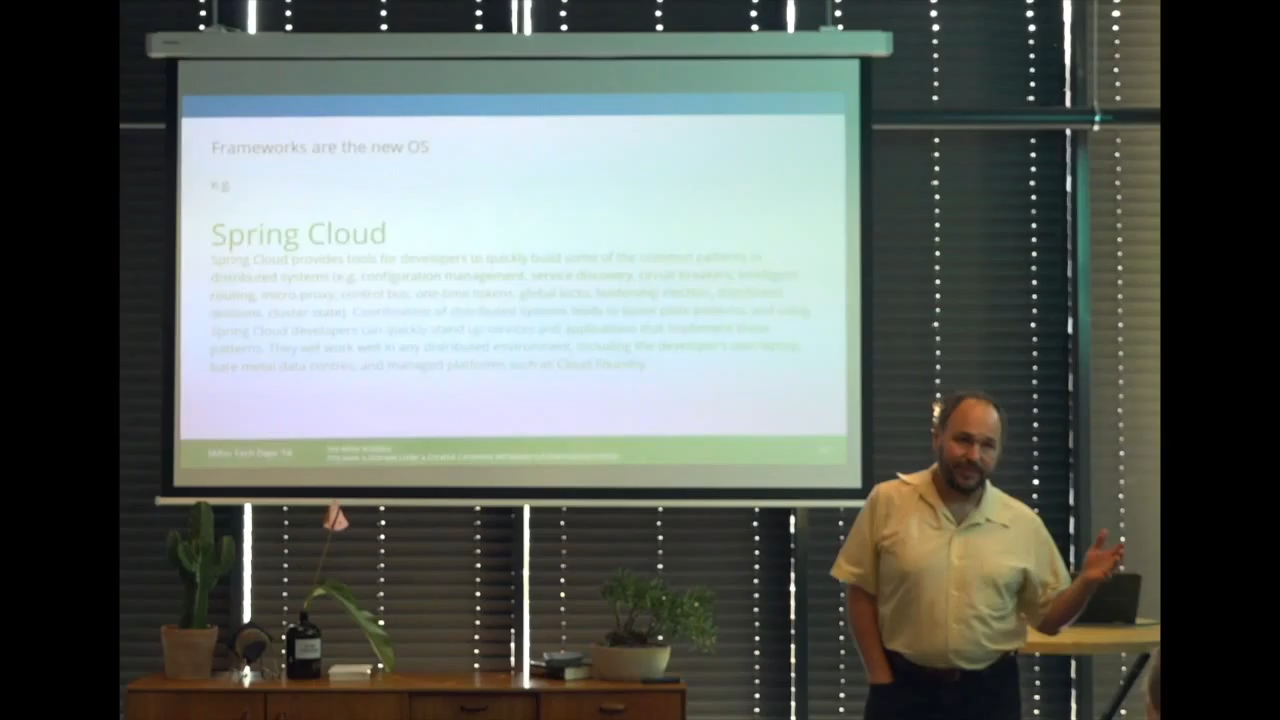 Frameworks are the new OS
e.g.
Spring Cloud
Spring Cloud provides tools for developers to quickly build some of the common patterns in
distributed systems (e.g. configuration management, service discovery, circuit breakers, intelligent
routing, micro-proxy, control bus, one-time tokens, global locks, leadership election, distributed
sessions, cluster state). Coordination of distributed systems leads to boiler plate patterns, and using
Spring Cloud developers can quickly stand up services and applications that implement those
patterns. They will work well in any distributed environment, including the developer's own laptop,
bare metal data centres, and managed platforms such as Cloud Foundry.